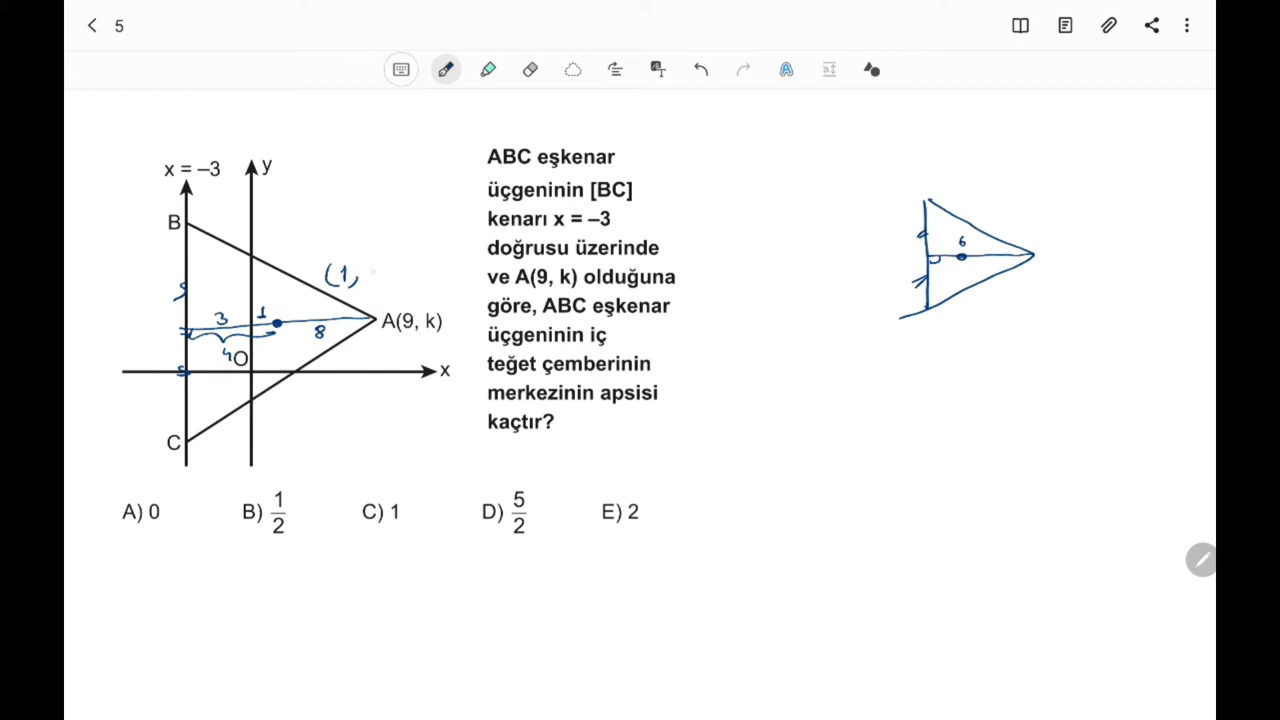 5
x = –3
y
B
(1,
3
1
8
A(9, k)
4
O
x
C
ABC eşkenar
üçgeninin [BC]
kenarı x = –3
doğrusu üzerinde
ve A(9, k) olduğuna
göre, ABC eşkenar
üçgeninin iç
teğet çemberinin
merkezinin apsisi
kaçtır?
6
A) 0 B) 1/2 C) 1 D) 5/2 E) 2